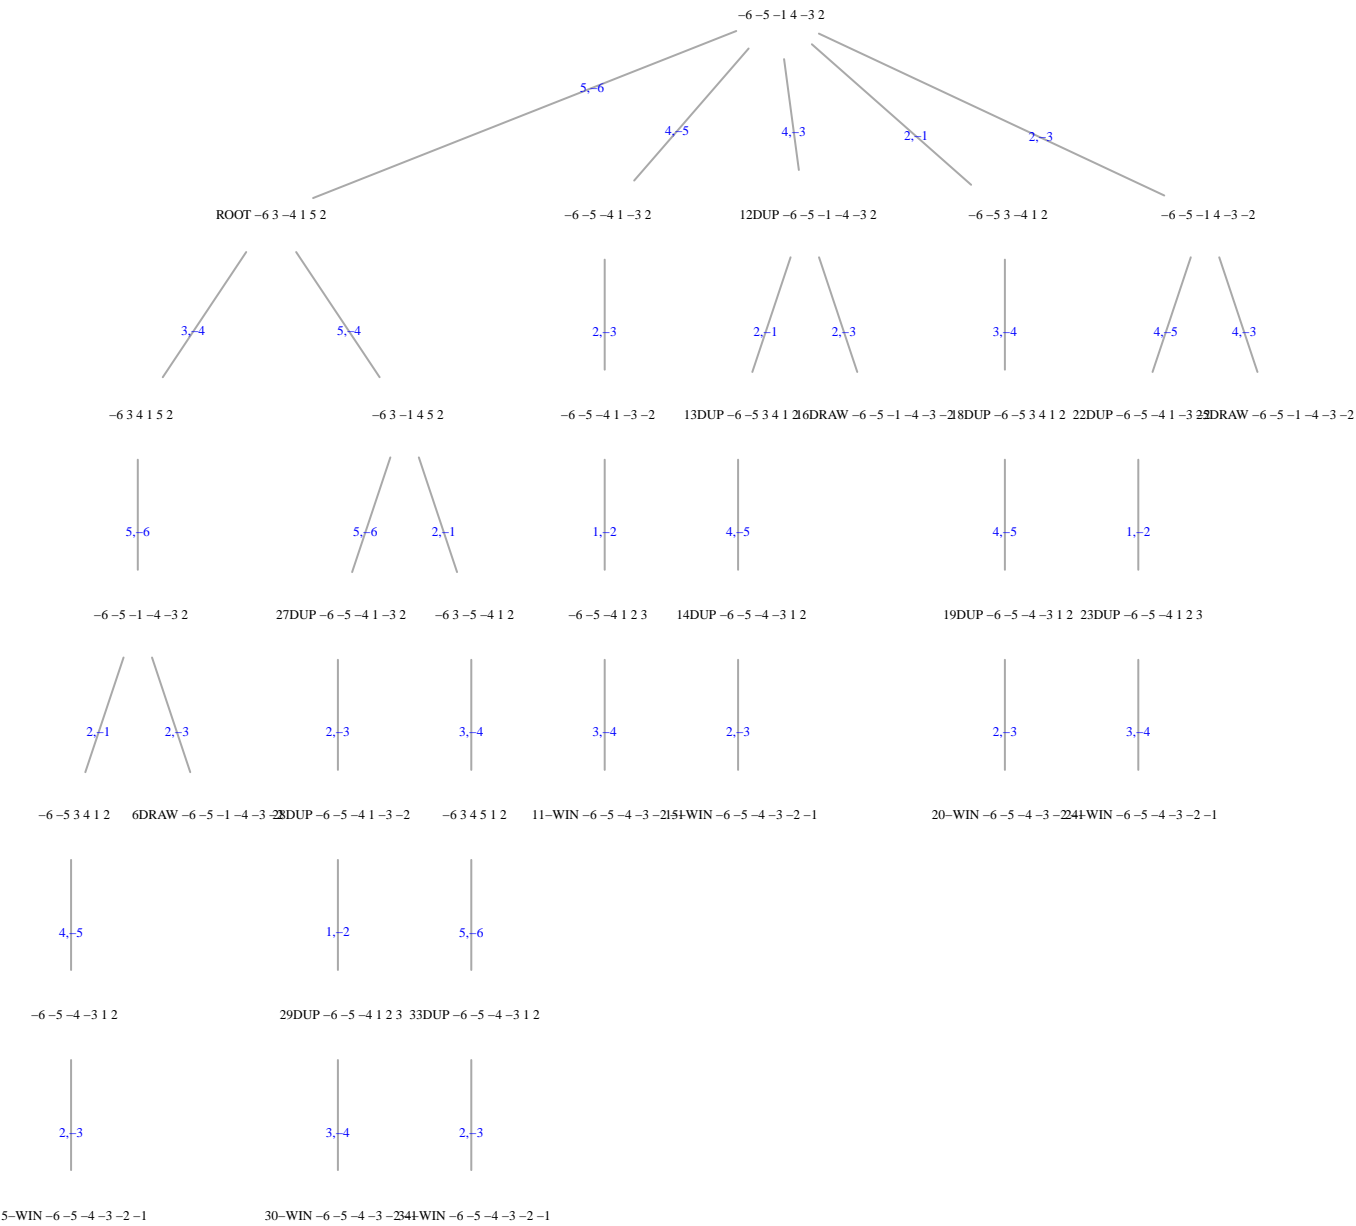 −6 −5 −1 4 −3 2
5,−6
4,−5
4,−3
2,−1
2,−3
ROOT −6 3 −4 1 5 2
−6 −5 −4 1 −3 2
12DUP −6 −5 −1 −4 −3 2
−6 −5 3 −4 1 2
−6 −5 −1 4 −3 −2
3,−4
5,−4
2,−3
2,−1
2,−3
3,−4
4,−5
4,−3
−6 3 4 1 5 2
−6 3 −1 4 5 2
−6 −5 −4 1 −3 −2
13DUP −6 −5 3 4 1 2
16DRAW −6 −5 −1 −4 −3 −2
18DUP −6 −5 3 4 1 2
22DUP −6 −5 −4 1 −3 −2
25DRAW −6 −5 −1 −4 −3 −2
5,−6
5,−6
2,−1
1,−2
4,−5
4,−5
1,−2
−6 −5 −1 −4 −3 2
27DUP −6 −5 −4 1 −3 2
−6 3 −5 −4 1 2
−6 −5 −4 1 2 3
14DUP −6 −5 −4 −3 1 2
19DUP −6 −5 −4 −3 1 2
23DUP −6 −5 −4 1 2 3
2,−1
2,−3
2,−3
3,−4
3,−4
2,−3
2,−3
3,−4
−6 −5 3 4 1 2
6DRAW −6 −5 −1 −4 −3 −2
28DUP −6 −5 −4 1 −3 −2
−6 3 4 5 1 2
11−WIN −6 −5 −4 −3 −2 −1
15−WIN −6 −5 −4 −3 −2 −1
20−WIN −6 −5 −4 −3 −2 −1
24−WIN −6 −5 −4 −3 −2 −1
4,−5
1,−2
5,−6
−6 −5 −4 −3 1 2
29DUP −6 −5 −4 1 2 3
33DUP −6 −5 −4 −3 1 2
2,−3
3,−4
2,−3
5−WIN −6 −5 −4 −3 −2 −1
30−WIN −6 −5 −4 −3 −2 −1
34−WIN −6 −5 −4 −3 −2 −1